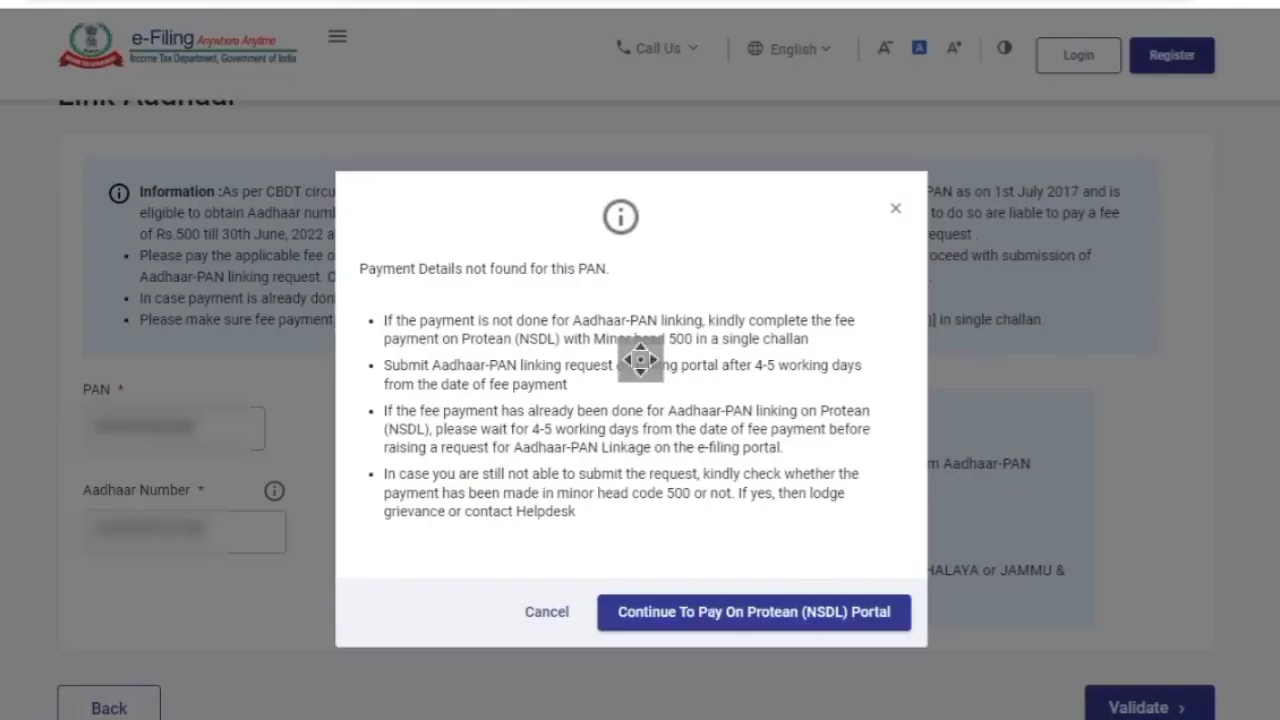 e-Filing Anywhere Anytime
Income Tax Department, Government of India
Call Us
English
A-
A
A+
Login
Register
Link Aadhaar
Information :As per CBDT circu
PAN as on 1st July 2017 and is
eligible to obtain Aadhaar num
to do so are liable to pay a fee
of Rs.500 till 30th June, 2022 a
equest .
Please pay the applicable fee o
oceed with submission of
Aadhaar-PAN linking request. C
In case payment is already don
Please make sure fee payment
)] in single challan.
Payment Details not found for this PAN.
If the payment is not done for Aadhaar-PAN linking, kindly complete the fee
payment on Protean (NSDL) with Minor head 500 in a single challan
Submit Aadhaar-PAN linking request ng portal after 4-5 working days
from the date of fee payment
If the fee payment has already been done for Aadhaar-PAN linking on Protean
(NSDL), please wait for 4-5 working days from the date of fee payment before
raising a request for Aadhaar-PAN Linkage on the e-filing portal.
In case you are still not able to submit the request, kindly check whether the
payment has been made in minor head code 500 or not. If yes, then lodge
grievance or contact Helpdesk
Cancel
Continue To Pay On Protean (NSDL) Portal
PAN *
Aadhaar Number *
m Aadhaar-PAN
HALAYA or JAMMU &
Back
Validate >